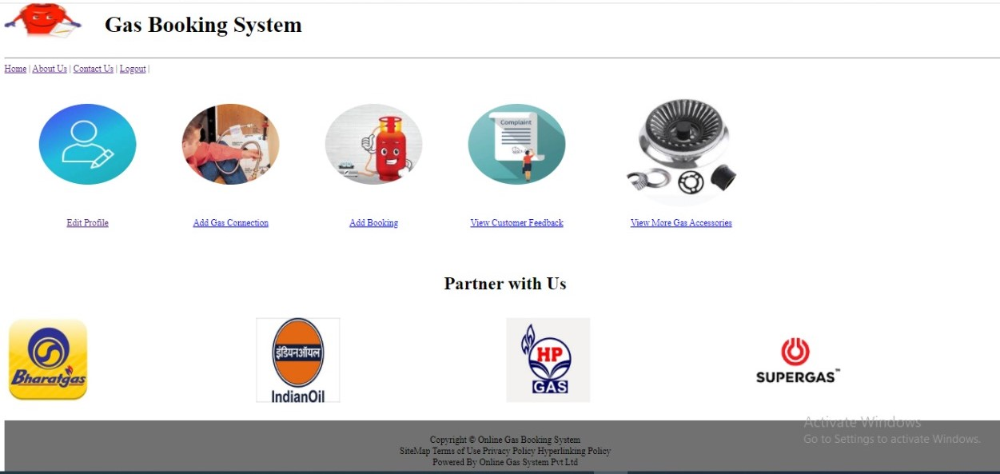 Gas Booking System
Home | About Us | Contact Us | Logout |
Complaint
Edit Profile
Add Gas Connection
Add Booking
View Customer Feedback
View More Gas Accessories
Partner with Us
Bharatgas
इंडियनऑयल
IndianOil
HP
GAS
SUPERGAS™
Activate Windows
Go to Settings to activate Windows.
Copyright © Online Gas Booking System
SiteMap Terms of Use Privacy Policy Hyperlinking Policy
Powered By Online Gas System Pvt Ltd